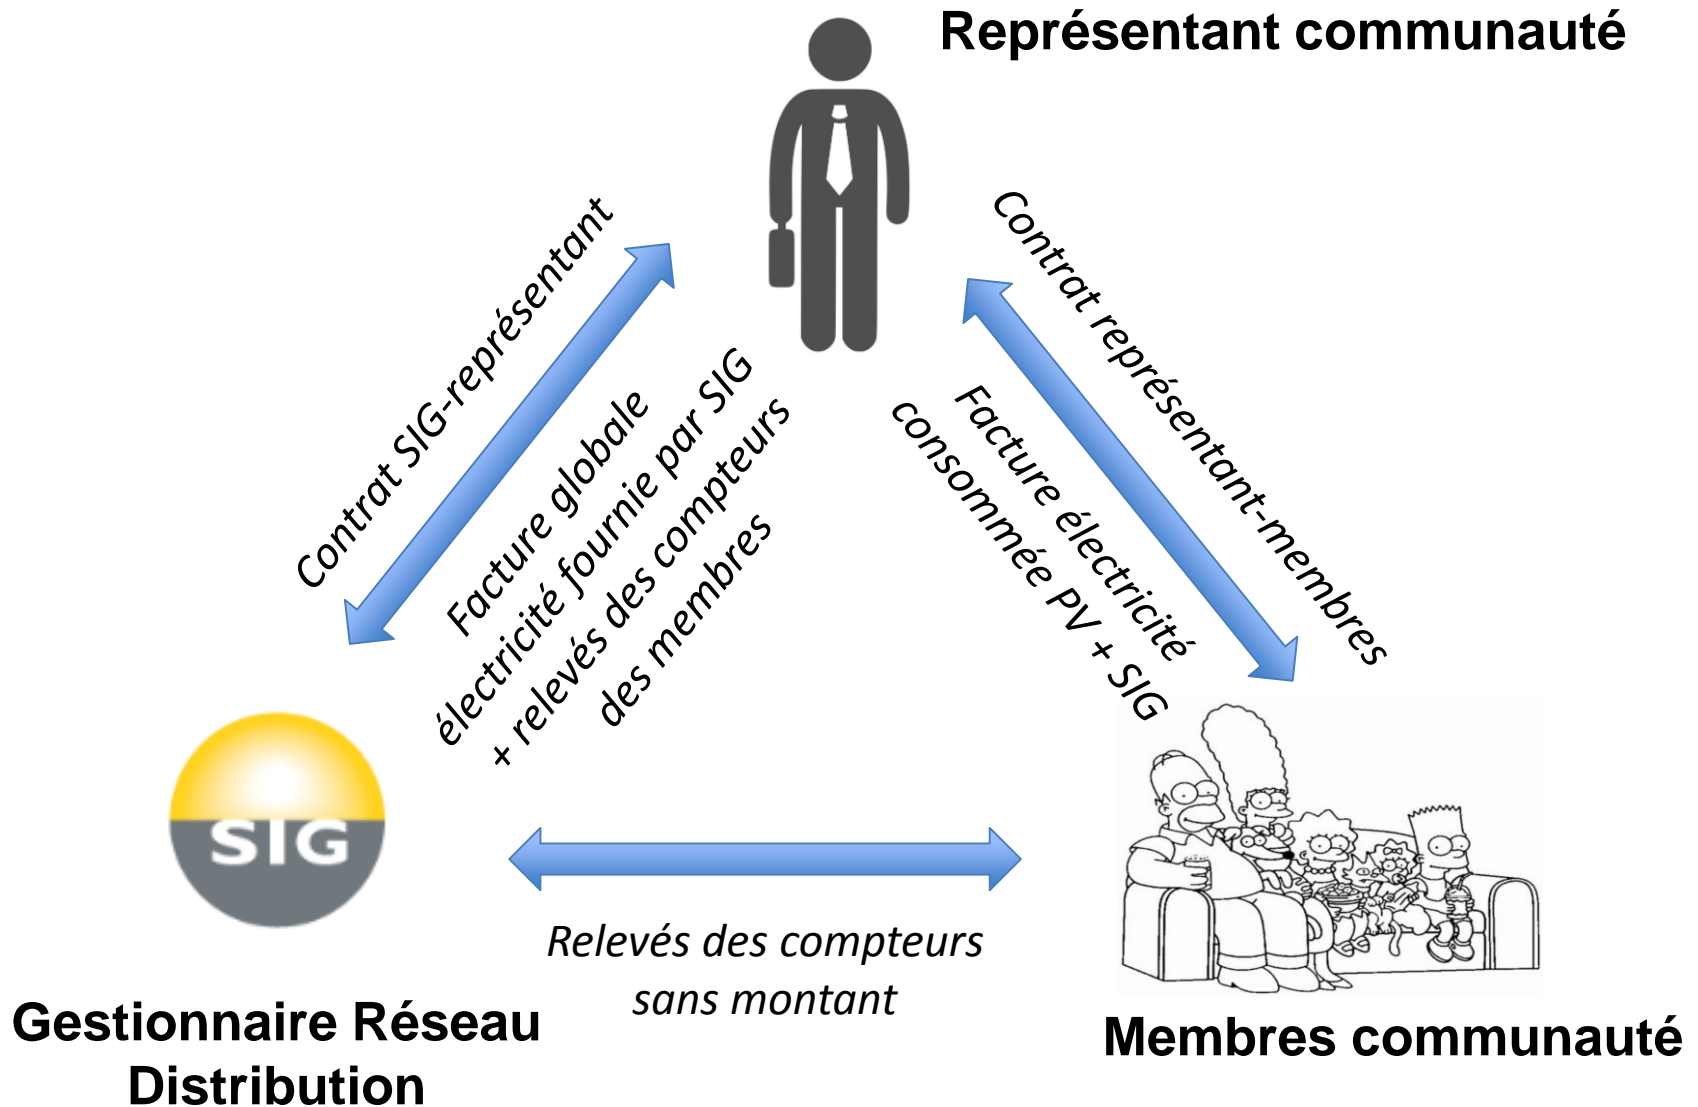 Représentant communauté
Contrat SIG-représentant
Facture globale
électricité fournie par SIG
+ relevés des compteurs
des membres
Contrat représentant-membres
Facture électricité
consommée PV + SIG
SIG
Relevés des compteurs
sans montant
Gestionnaire Réseau
Distribution
Membres communauté